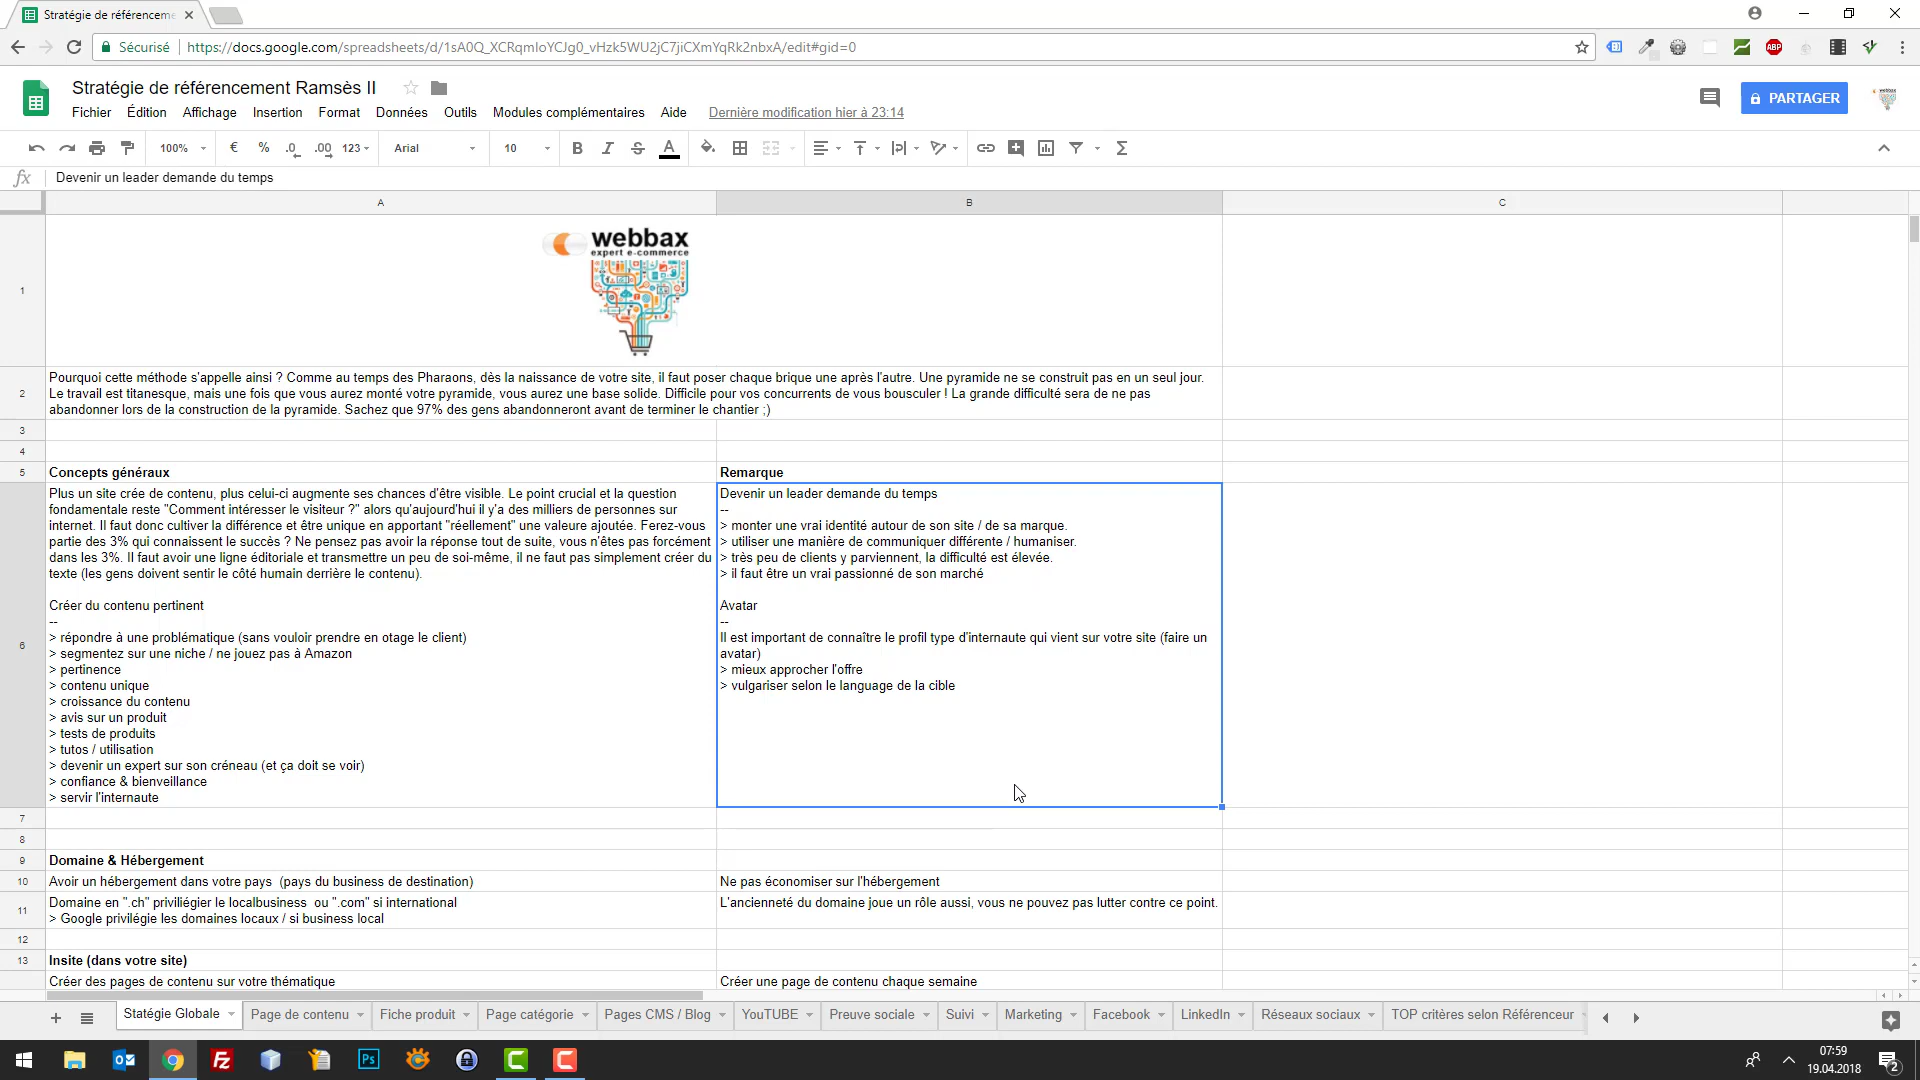 Stratégie de référenceme
Sécurisé
https://docs.google.com/spreadsheets/d/1sA0Q_XCRqmIoYCJg0_vHzk5WU2jC7jiCXmYqRk2nbxA/edit#gid=0
ABP
Stratégie de référencement Ramsès II
Fichier Édition Affichage Insertion Format Données Outils Modules complémentaires Aide Dernière modification hier à 23:14
PARTAGER
100% € % .0 .00 123 Arial 10 B I S A
fx Devenir un leader demande du temps
A B C
webbax
expert e-commerce
1
2
Pourquoi cette méthode s'appelle ainsi ? Comme au temps des Pharaons, dès la naissance de votre site, il faut poser chaque brique une après l'autre. Une pyramide ne se construit pas en un seul jour.
Le travail est titanesque, mais une fois que vous aurez monté votre pyramide, vous aurez une base solide. Difficile pour vos concurrents de vous bousculer ! La grande difficulté sera de ne pas
abandonner lors de la construction de la pyramide. Sachez que 97% des gens abandonneront avant de terminer le chantier ;)
3
4
5 Concepts généraux Remarque
6
Plus un site crée de contenu, plus celui-ci augmente ses chances d'être visible. Le point crucial et la question
fondamentale reste "Comment intéresser le visiteur ?" alors qu'aujourd'hui il y'a des milliers de personnes sur
internet. Il faut donc cultiver la différence et être unique en apportant "réellement" une valeure ajoutée. Ferez-vous
partie des 3% qui connaissent le succès ? Ne pensez pas avoir la réponse tout de suite, vous n'êtes pas forcément
dans les 3%. Il faut avoir une ligne éditoriale et transmettre un peu de soi-même, il ne faut pas simplement créer du
texte (les gens doivent sentir le côté humain derrière le contenu).
Créer du contenu pertinent
--
> répondre à une problématique (sans vouloir prendre en otage le client)
> segmentez sur une niche / ne jouez pas à Amazon
> pertinence
> contenu unique
> croissance du contenu
> avis sur un produit
> tests de produits
> tutos / utilisation
> devenir un expert sur son créneau (et ça doit se voir)
> confiance & bienveillance
> servir l'internaute
Devenir un leader demande du temps
--
> monter une vrai identité autour de son site / de sa marque.
> utiliser une manière de communiquer différente / humaniser.
> très peu de clients y parviennent, la difficulté est élevée.
> il faut être un vrai passionné de son marché
Avatar
--
Il est important de connaître le profil type d'internaute qui vient sur votre site (faire un
avatar)
> mieux approcher l'offre
> vulgariser selon le language de la cible
7
8
9 Domaine & Hébergement
10 Avoir un hébergement dans votre pays (pays du business de destination) Ne pas économiser sur l'hébergement
11 Domaine en ".ch" priviliégier le localbusiness ou ".com" si international L'ancienneté du domaine joue un rôle aussi, vous ne pouvez pas lutter contre ce point.
> Google privilégie les domaines locaux / si business local
12
13 Insite (dans votre site)
Créer des pages de contenu sur votre thématique Créer une page de contenu chaque semaine
Statégie Globale Page de contenu Fiche produit Page catégorie Pages CMS / Blog YouTUBE Preuve sociale Suivi Marketing Facebook LinkedIn Réseaux sociaux TOP critères selon Référenceur
Fz Ps C C
07:59
19.04.2018
2